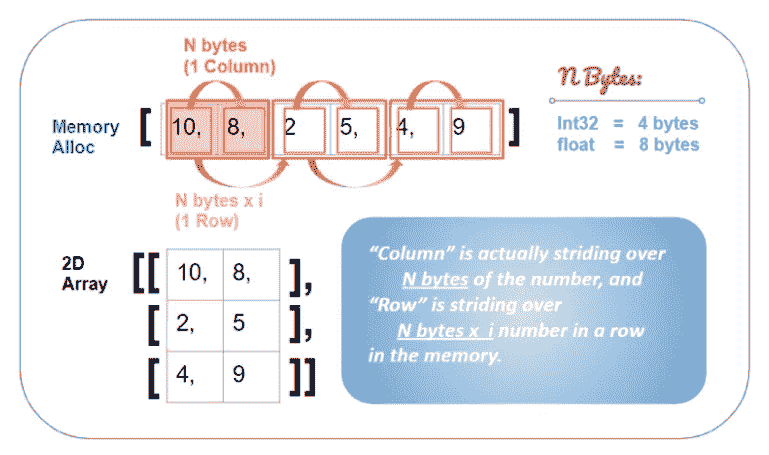 N bytes
(1 Column)
Memory
Alloc
[ 10, 8, 2 5, 4, 9 ]
N bytes x i
(1 Row)
N Bytes:
Int32 = 4 bytes
float = 8 bytes
2D
Array
[[ 10, 8, ],
[ 2, 5 ],
[ 4, 9 ]]
“Column” is actually striding over
N bytes of the number, and
“Row” is striding over
N bytes x i number in a row
in the memory.